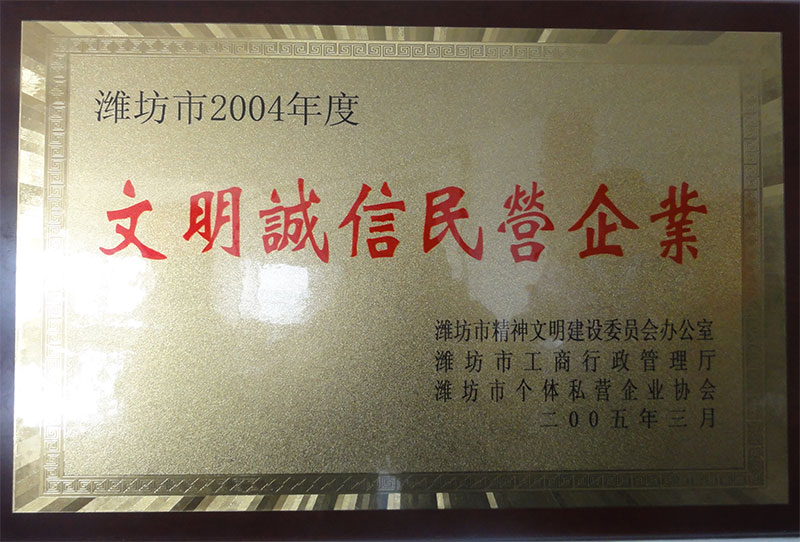 潍坊市2004年度
文明誠信民營企業
潍坊市精神文明建设委员会办公室
潍坊市工商行政管理厅
潍坊市个体私营企业协会
二00五年三月